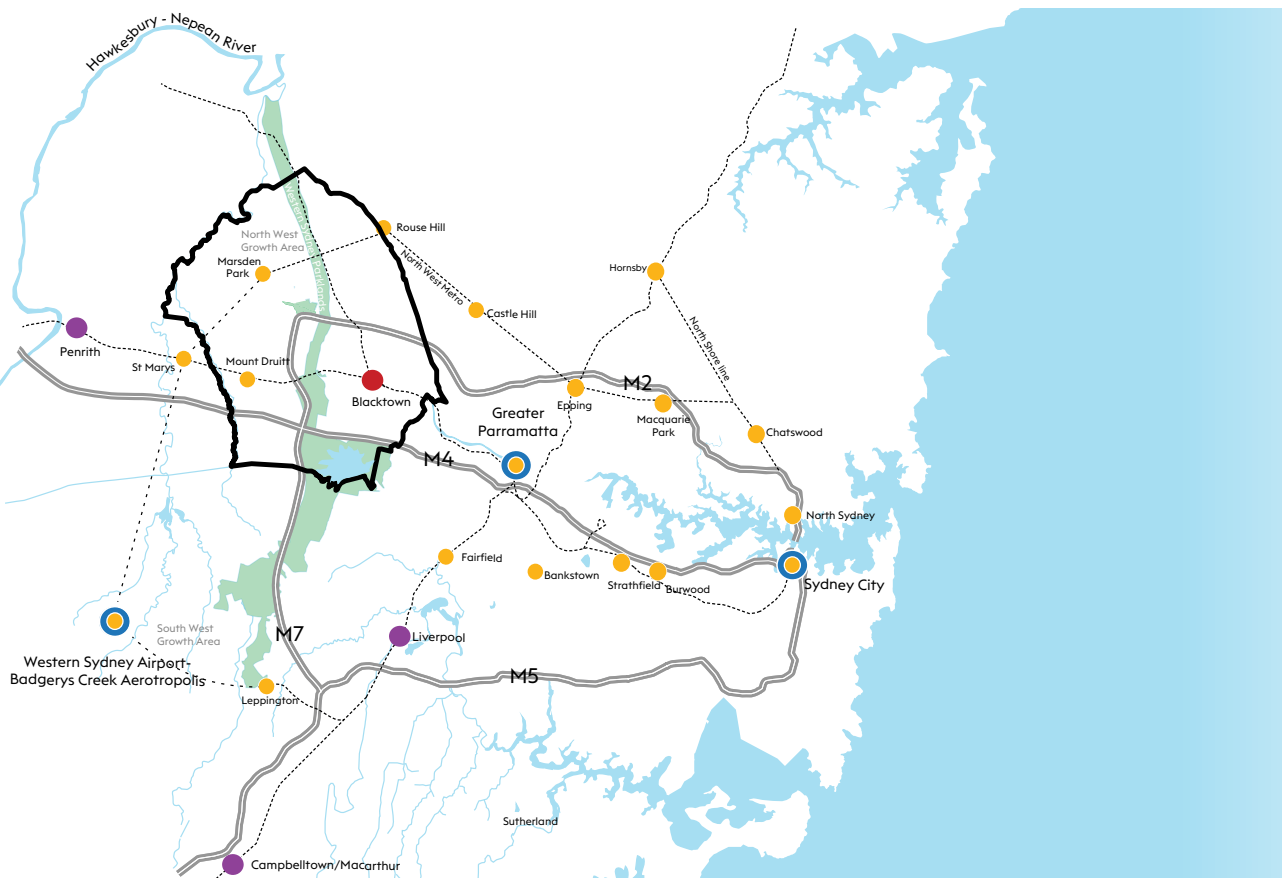 Hawkesbury - Nepean River
Western Sydney Parklands
North West
Growth Area
Rouse Hill
Marsden
Park
North West Metro
Hornsby
Castle Hill
North Shore line
Penrith
St Marys
Mount Druitt
Blacktown
M2
Epping
Macquarie
Park
Chatswood
Greater
Parramatta
M4
North Sydney
Fairfield
Bankstown
Strathfield
Burwood
Sydney City
South West
Growth Area
M7
Liverpool
Western Sydney Airport-
Badgerys Creek Aerotropolis
Leppington
M5
Sutherland
Campbelltown/Macarthur